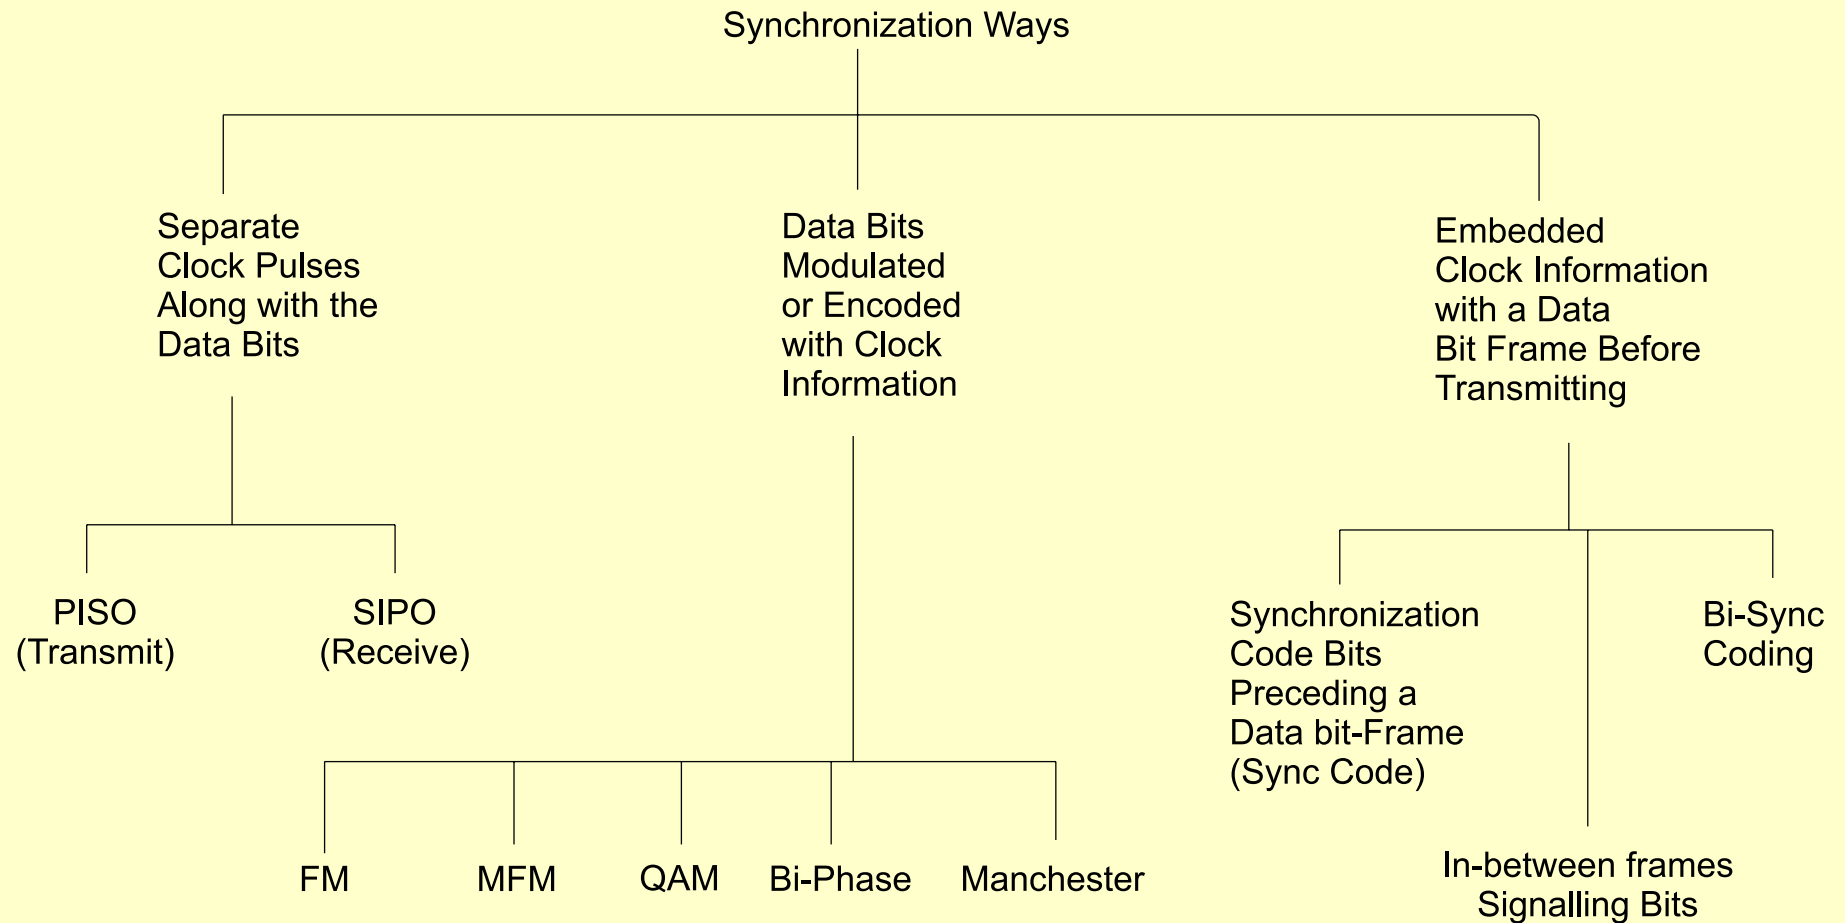 Synchronization Ways
Separate
Clock Pulses
Along with the
Data Bits
Data Bits
Modulated
or Encoded
with Clock
Information
Embedded
Clock Information
with a Data
Bit Frame Before
Transmitting
PISO
(Transmit)
SIPO
(Receive)
FM
MFM
QAM
Bi-Phase
Manchester
Synchronization
Code Bits
Preceding a
Data bit-Frame
(Sync Code)
In-between frames
Signalling Bits
Bi-Sync
Coding